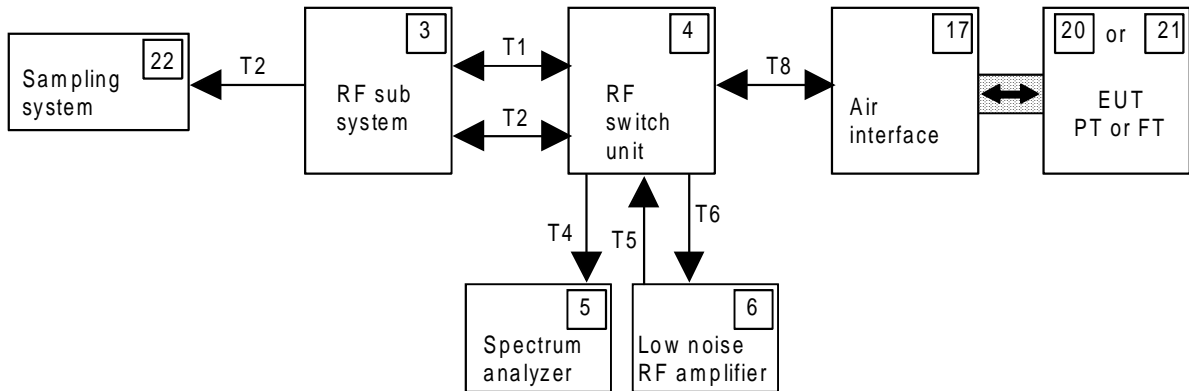 22
Sampling
system
T2
3
RF sub
system
T1
T2
4
RF
switch
unit
T8
17
Air
interface
20 or 21
EUT
PT or FT
T4
T5
T6
5
Spectrum
analyzer
6
Low noise
RF amplifier